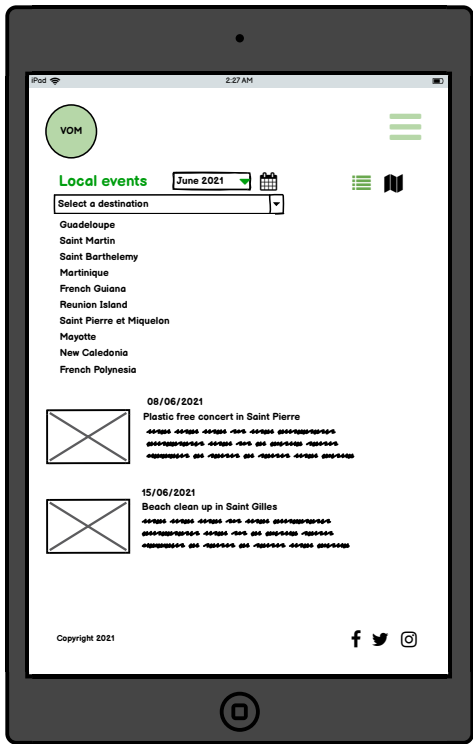 iPad
2:27 AM
VOM
Local events
June 2021
Select a destination
Guadeloupe
Saint Martin
Saint Barthelemy
Martinique
French Guiana
Reunion Island
Saint Pierre et Miquelon
Mayotte
New Caledonia
French Polynesia
08/06/2021
Plastic free concert in Saint Pierre
15/06/2021
Beach clean up in Saint Gilles
Copyright 2021